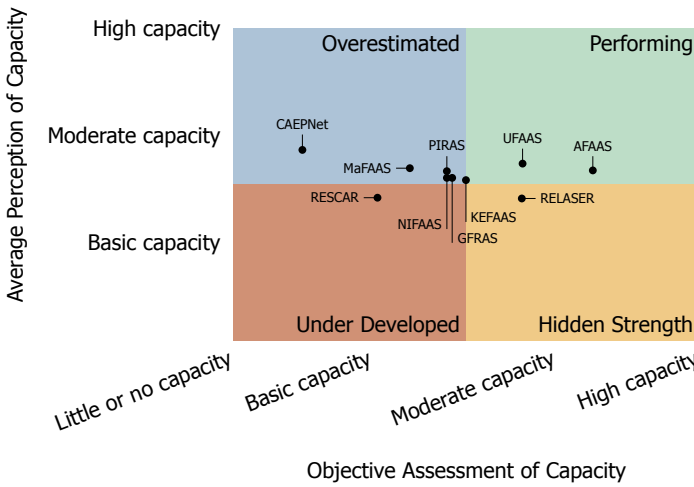 Average Perception of Capacity
High capacity
Moderate capacity
Basic capacity
Overestimated
Performing
CAEPNet
PIRAS
UFAAS
AFAAS
MaFAAS
RESCAR
RELASER
KEFAAS
NIFAAS
GFRAS
Under Developed
Hidden Strength
Little or no capacity
Basic capacity
Moderate capacity
High capacity
Objective Assessment of Capacity